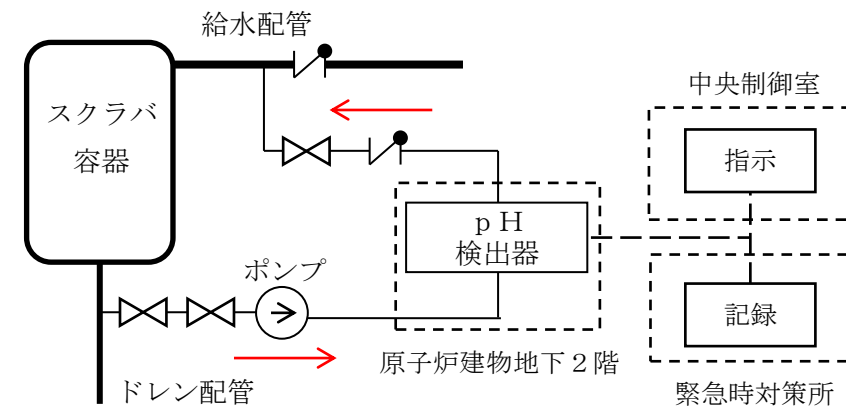 給水配管
スクラバ
容器
中央制御室
指示
pH
検出器
ポンプ
記録
原子炉建物地下2階
ドレン配管
緊急時対策所